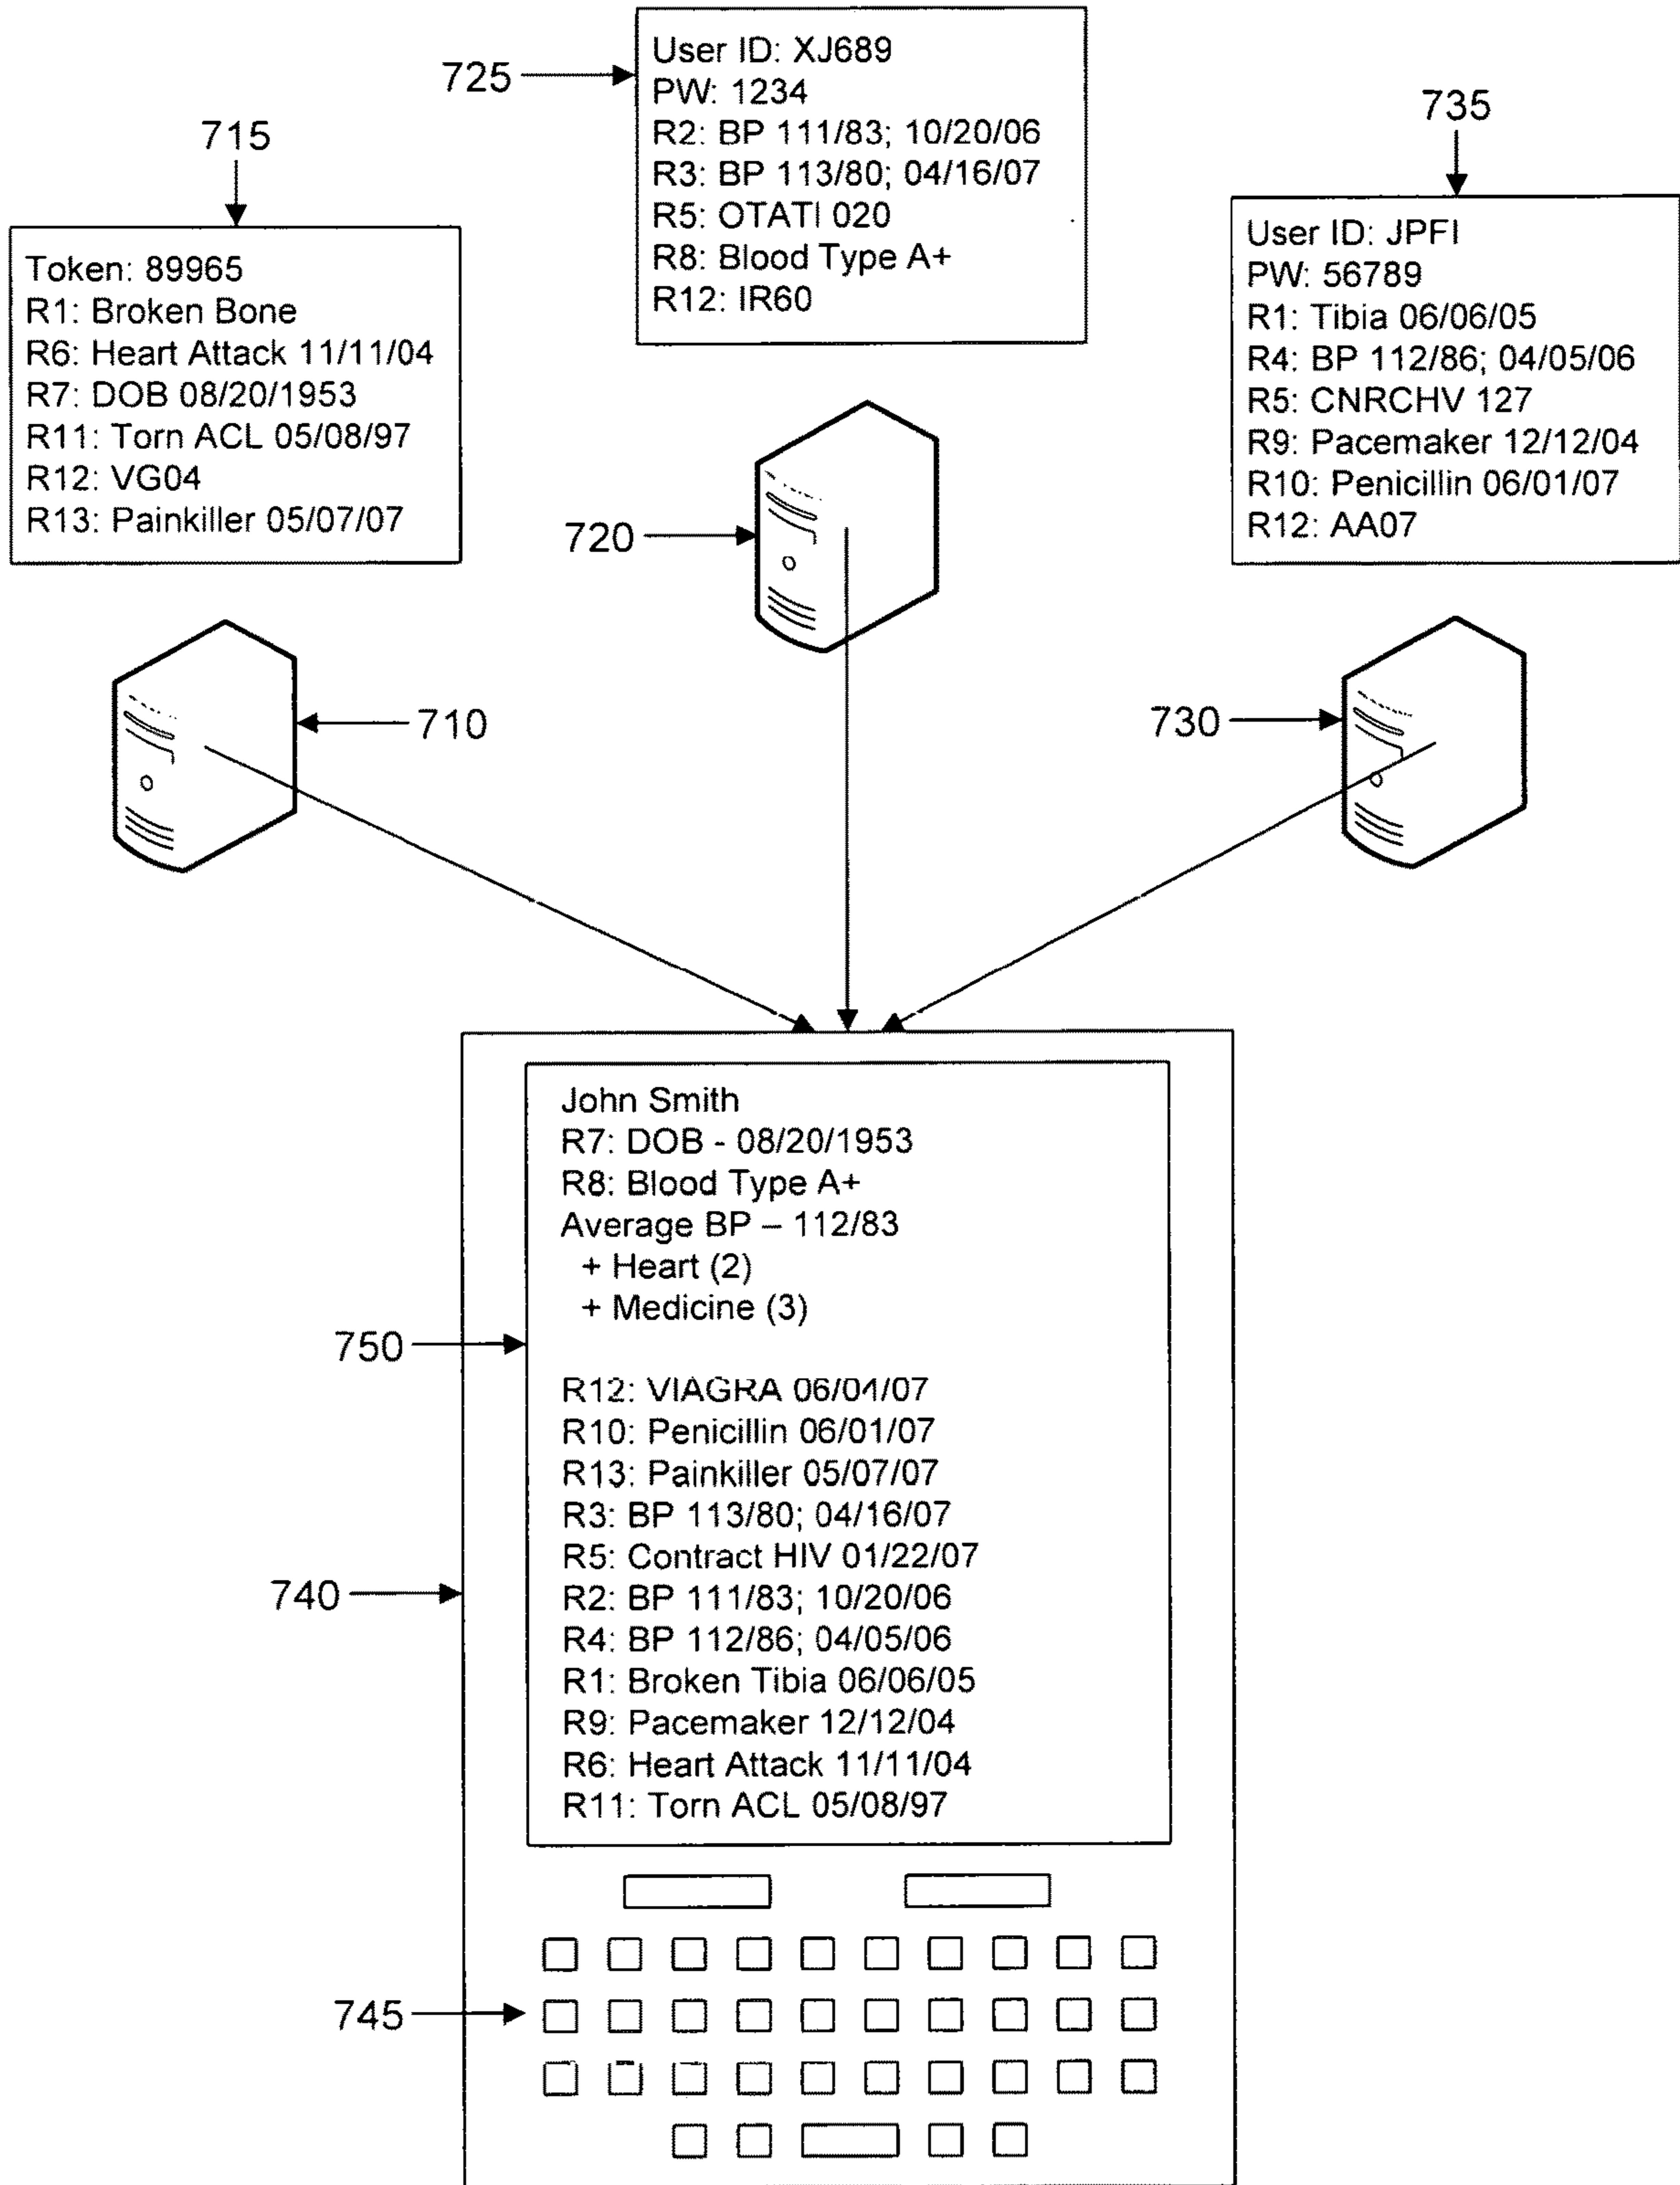 725
User ID: XJ689
PW: 1234
R2: BP 111/83; 10/20/06
R3: BP 113/80; 04/16/07
R5: OTATI 020
R8: Blood Type A+
R12: IR60
715
Token: 89965
R1: Broken Bone
R6: Heart Attack 11/11/04
R7: DOB 08/20/1953
R11: Torn ACL 05/08/97
R12: VG04
R13: Painkiller 05/07/07
735
User ID: JPFI
PW: 56789
R1: Tibia 06/06/05
R4: BP 112/86; 04/05/06
R5: CNRCHV 127
R9: Pacemaker 12/12/04
R10: Penicillin 06/01/07
R12: AA07
720
710
730
John Smith
R7: DOB - 08/20/1953
R8: Blood Type A+
Average BP – 112/83
+ Heart (2)
+ Medicine (3)
750
R12: VIAGRA 06/04/07
R10: Penicillin 06/01/07
R13: Painkiller 05/07/07
R3: BP 113/80; 04/16/07
R5: Contract HIV 01/22/07
740
R2: BP 111/83; 10/20/06
R4: BP 112/86; 04/05/06
R1: Broken Tibia 06/06/05
R9: Pacemaker 12/12/04
R6: Heart Attack 11/11/04
R11: Torn ACL 05/08/97
745